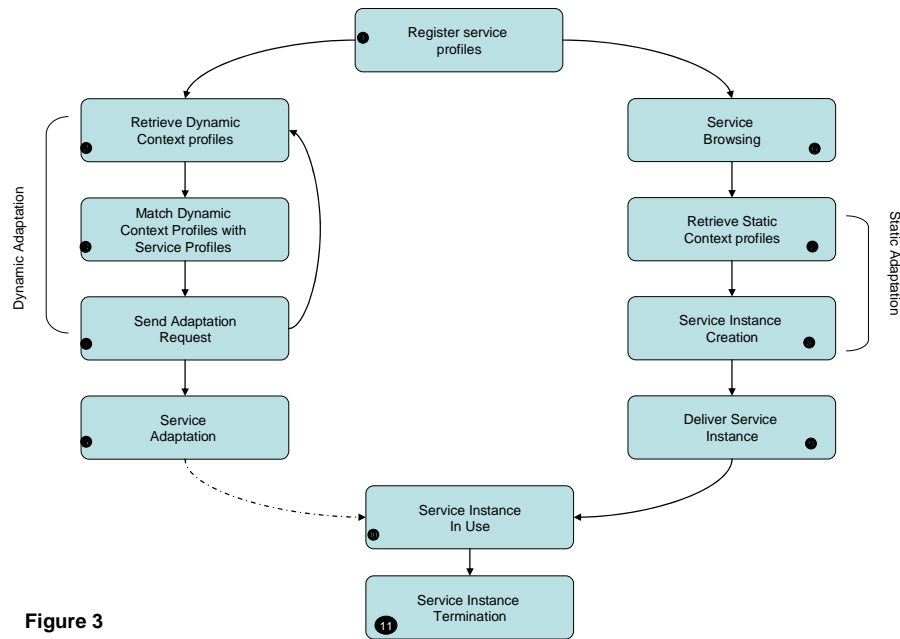 Register service
profiles
Retrieve Dynamic
Context profiles
Service
Browsing
Match Dynamic
Context Profiles with
Service Profiles
Retrieve Static
Context profiles
Dynamic Adaptation
Static Adaptation
Send Adaptation
Request
Service Instance
Creation
Service
Adaptation
Deliver Service
Instance
Service Instance
In Use
Service Instance
Termination
11
Figure 3